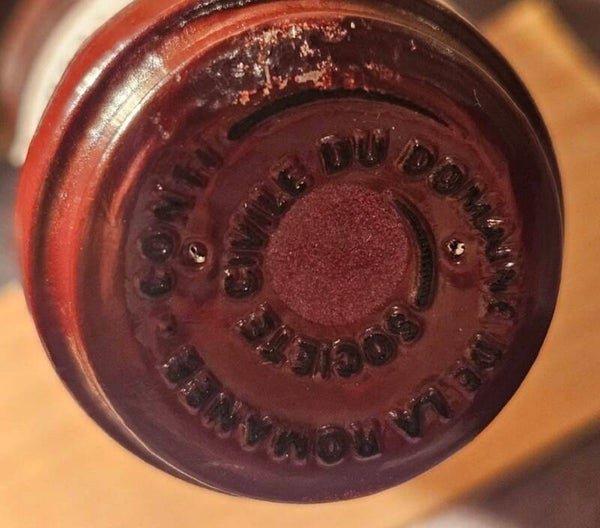 SOCIETE CIVILE DU
DOMAINE DE LA ROMANEE - CONTI